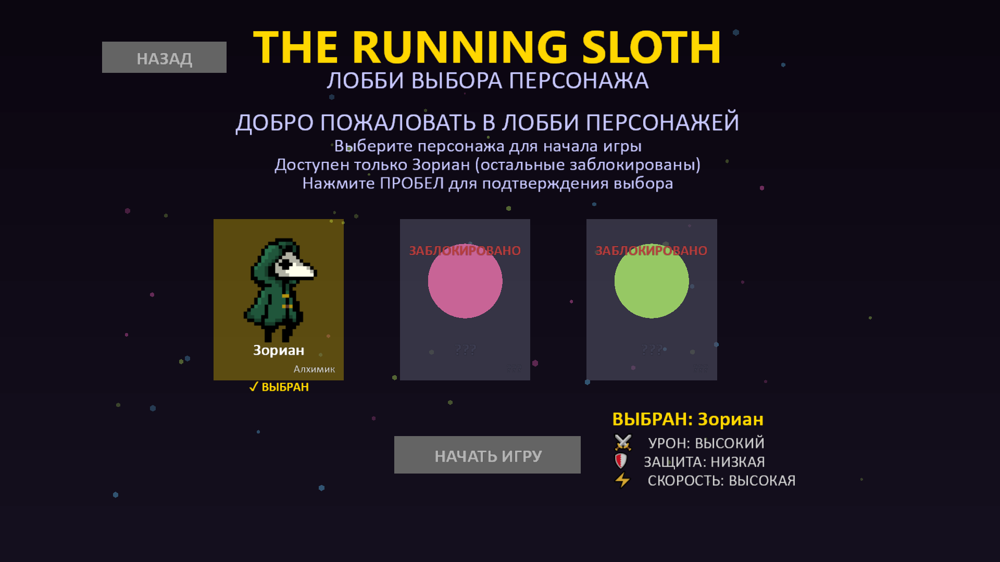 THE RUNNING SLOTH
НАЗАД
ЛОББИ ВЫБОРА ПЕРСОНАЖА
ДОБРО ПОЖАЛОВАТЬ В ЛОББИ ПЕРСОНАЖЕЙ
Выберите персонажа для начала игры
Доступен только Зориан (остальные заблокированы)
Нажмите ПРОБЕЛ для подтверждения выбора
ЗАБЛОКИРОВАНО
ЗАБЛОКИРОВАНО
Зориан
???
???
Алхимик
???
???
✓ ВЫБРАН
ВЫБРАН: Зориан
УРОН: ВЫСОКИЙ
ЗАЩИТА: НИЗКАЯ
СКОРОСТЬ: ВЫСОКАЯ
НАЧАТЬ ИГРУ